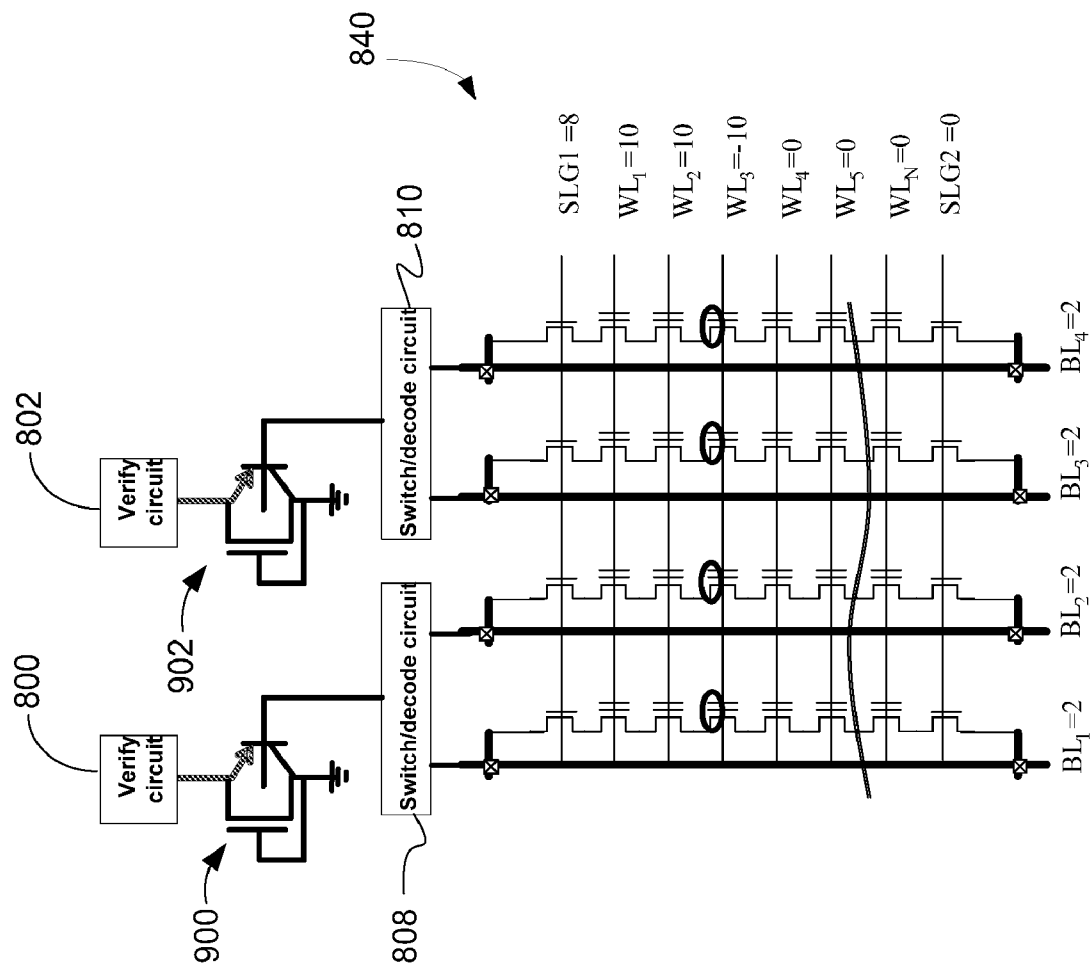 800
Verify circuit
900
802
Verify circuit
902
Switch/decode circuit
808
Switch/decode circuit
810
840
SLG1 =8
WL1=10
WL2=10
WL3=-10
WL4=0
WL5=0
WLN=0
SLG2 =0
BL1=2
BL2=2
BL3=2
BL4=2